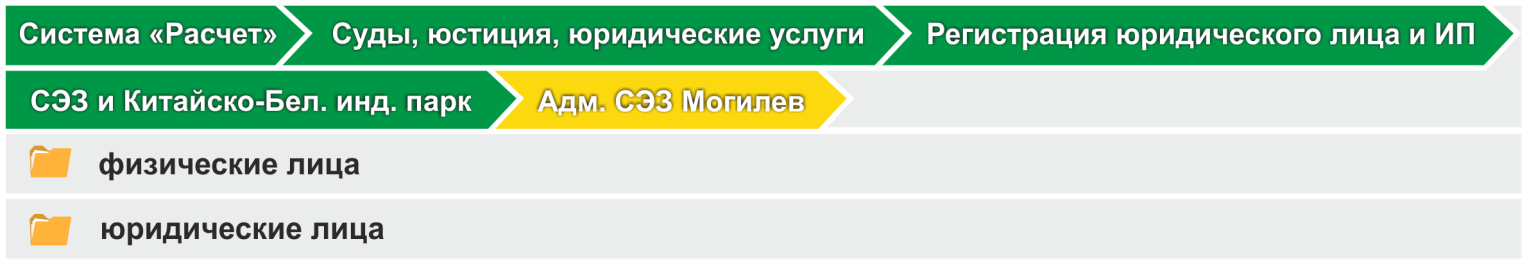 Система «Расчет» Суды, юстиция, юридические услуги Регистрация юридического лица и ИП
СЭЗ и Китайско-Бел. инд. парк Адм. СЭЗ Могилев
физические лица
юридические лица